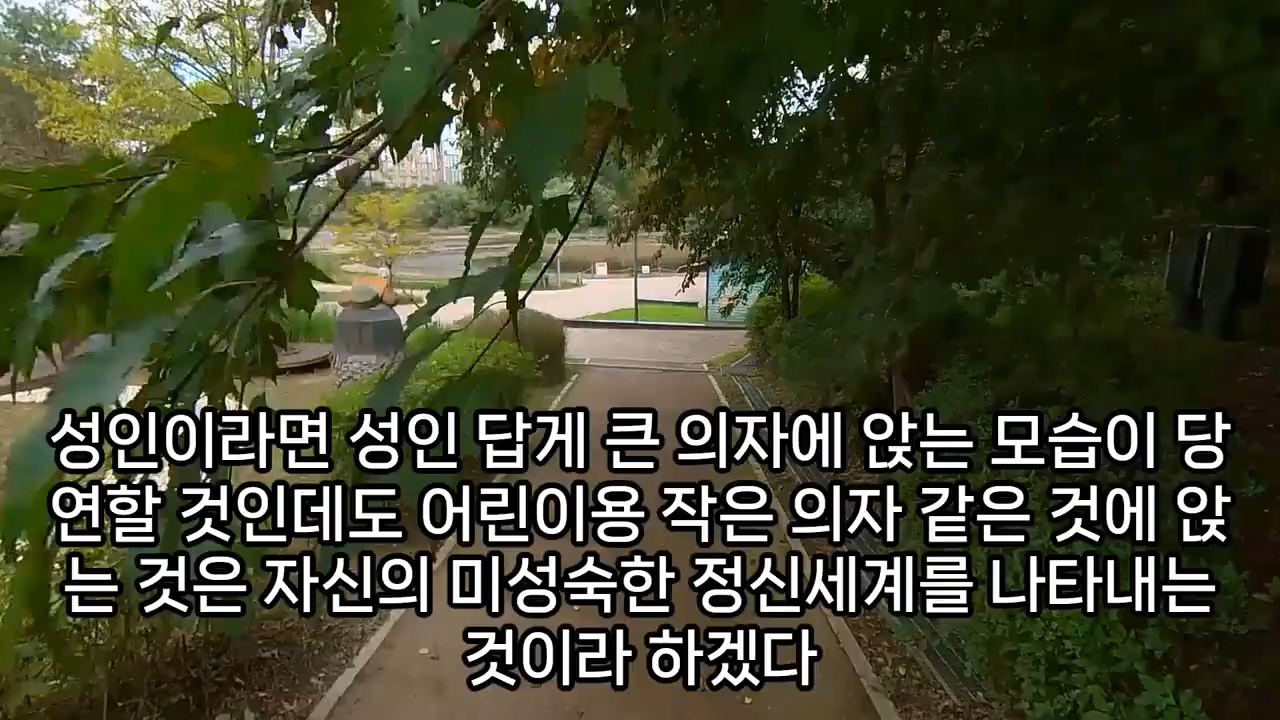 성인이라면 성인 답게 큰 의자에 앉는 모습이 당
연할 것인데도 어린이용 작은 의자 같은 것에 앉
는 것은 자신의 미성숙한 정신세계를 나타내는
것이라 하겠다